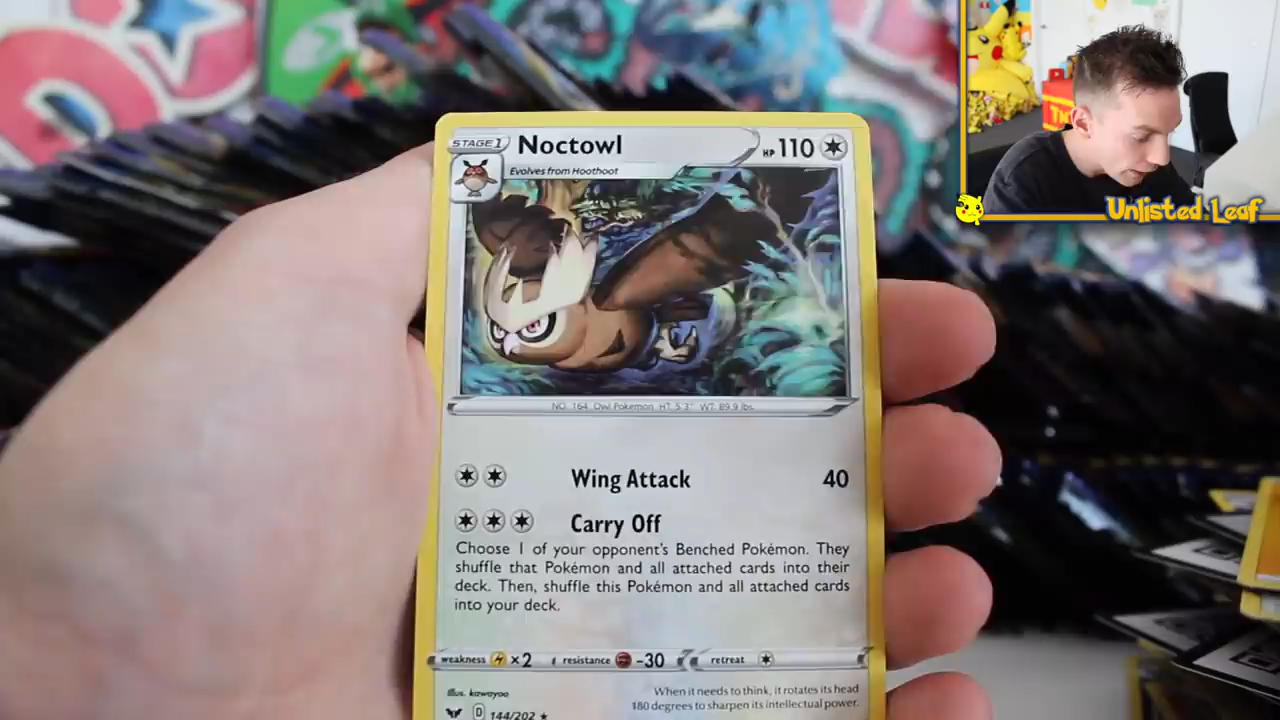 STAGE 1 Noctowl HP 110
Evolves from Hoothoot
Unlisted Leaf
NO. 164 Owl Pokémon HT: 5'3" WT: 89.9 lbs.
Wing Attack 40
Carry Off
Choose 1 of your opponent's Benched Pokémon. They
shuffle that Pokémon and all attached cards into their
deck. Then, shuffle this Pokémon and all attached cards
into your deck.
weakness ×2 resistance -30 retreat
Illus. kawayoo
When it needs to think, it rotates its head
180 degrees to sharpen its intellectual power.
D 144/202 ★